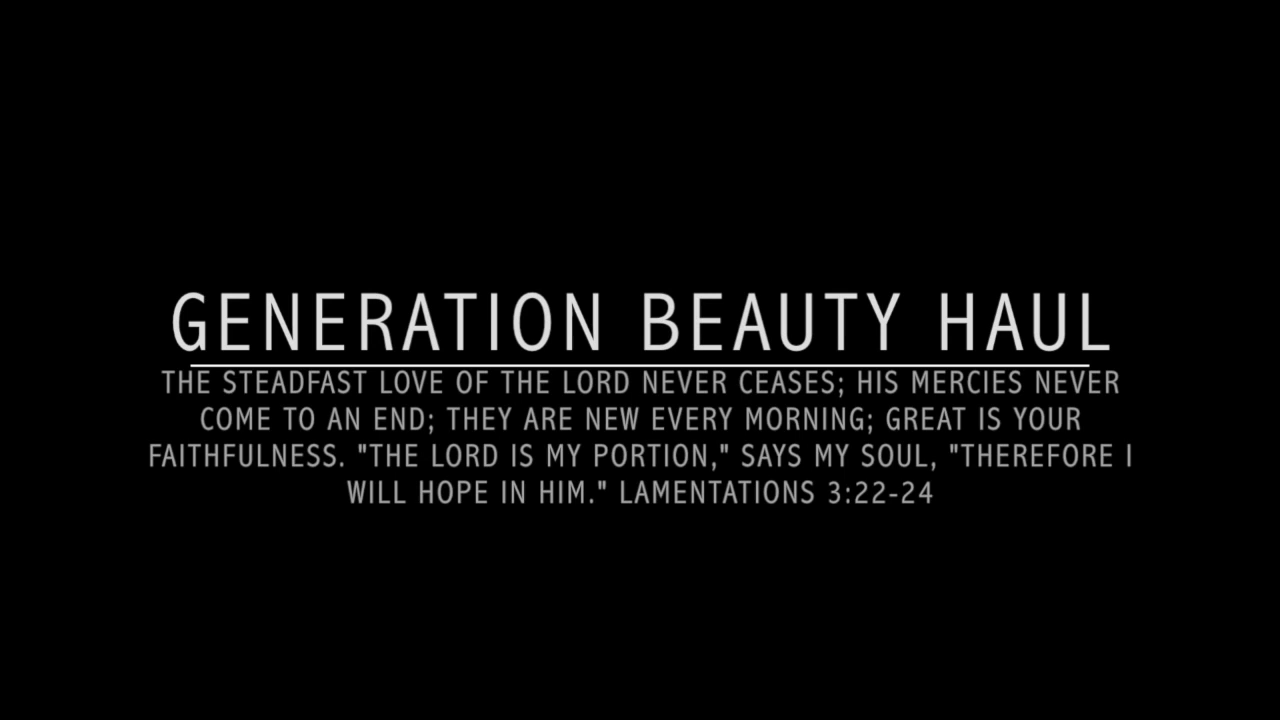 GENERATION BEAUTY HAUL
THE STEADFAST LOVE OF THE LORD NEVER CEASES; HIS MERCIES NEVER
COME TO AN END; THEY ARE NEW EVERY MORNING; GREAT IS YOUR
FAITHFULNESS. "THE LORD IS MY PORTION," SAYS MY SOUL, "THEREFORE I
WILL HOPE IN HIM." LAMENTATIONS 3:22-24